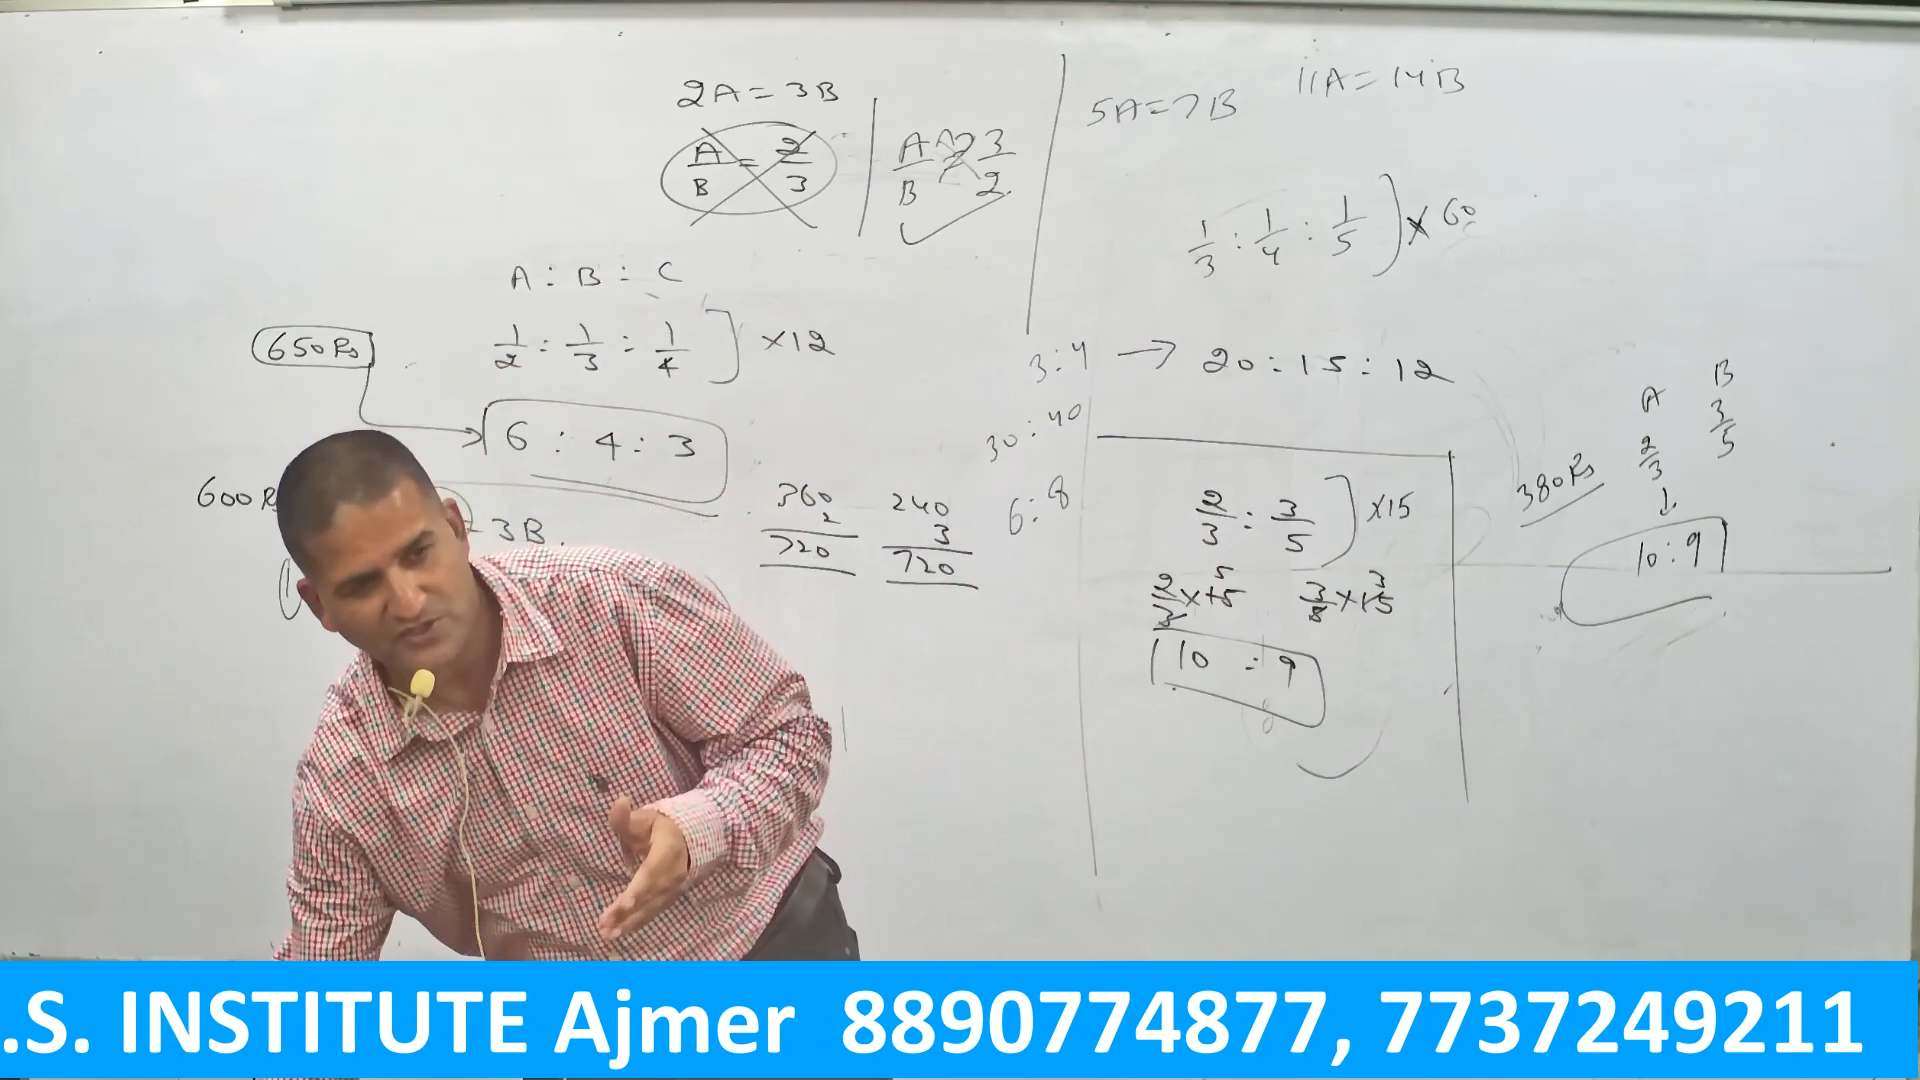 2A = 3B
A/B = 2/3
A/B = 3/2
5A = 7B
11A = 14B
1/3 : 1/4 : 1/5 ) × 60
3:4 → 20 : 15 : 12
A : B : C
650 Rs
1/2 : 1/3 : 1/4 ] × 12
6 : 4 : 3
30 : 40
6 : 8
600 R
= 3B.
360
2
720
240
3
720
2/3 : 3/5 ) × 15
2/3 × 15 5
3/5 × 15 3
10 : 9
380 Rs
A B
2/3 3/5
↓
10 : 9
.S. INSTITUTE Ajmer 8890774877, 7737249211